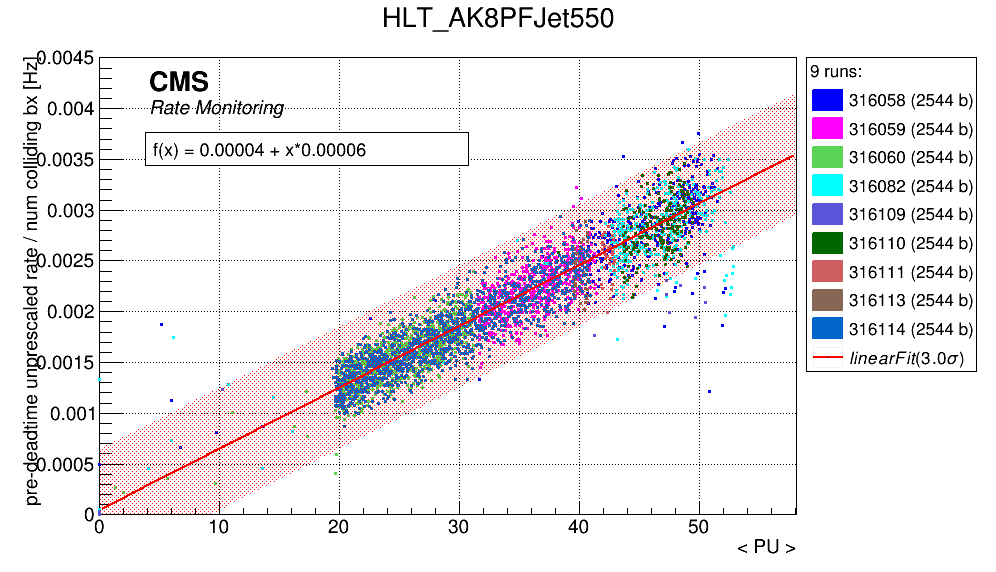 HLT_AK8PFJet550
pre-deadtime unprescaled rate / num colliding bx [Hz]
0.0045
0.004
0.0035
0.003
0.0025
0.002
0.0015
0.001
0.0005
0
CMS
Rate Monitoring
f(x) = 0.00004 + x*0.00006
0 10 20 30 40 50
< PU >
9 runs:
316058 (2544 b)
316059 (2544 b)
316060 (2544 b)
316082 (2544 b)
316109 (2544 b)
316110 (2544 b)
316111 (2544 b)
316113 (2544 b)
316114 (2544 b)
linearFit(3.0σ)